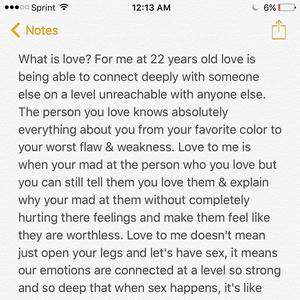 Sprint 12:13 AM 6%
Notes
What is love? For me at 22 years old love is
being able to connect deeply with someone
else on a level unreachable with anyone else.
The person you love knows absolutely
everything about you from your favorite color to
your worst flaw & weakness. Love to me is
when your mad at the person who you love but
you can still tell them you love them & explain
why your mad at them without completely
hurting there feelings and make them feel like
they are worthless. Love to me doesn't mean
just open your legs and let's have sex, it means
our emotions are connected at a level so strong
and so deep that when sex happens, it's like